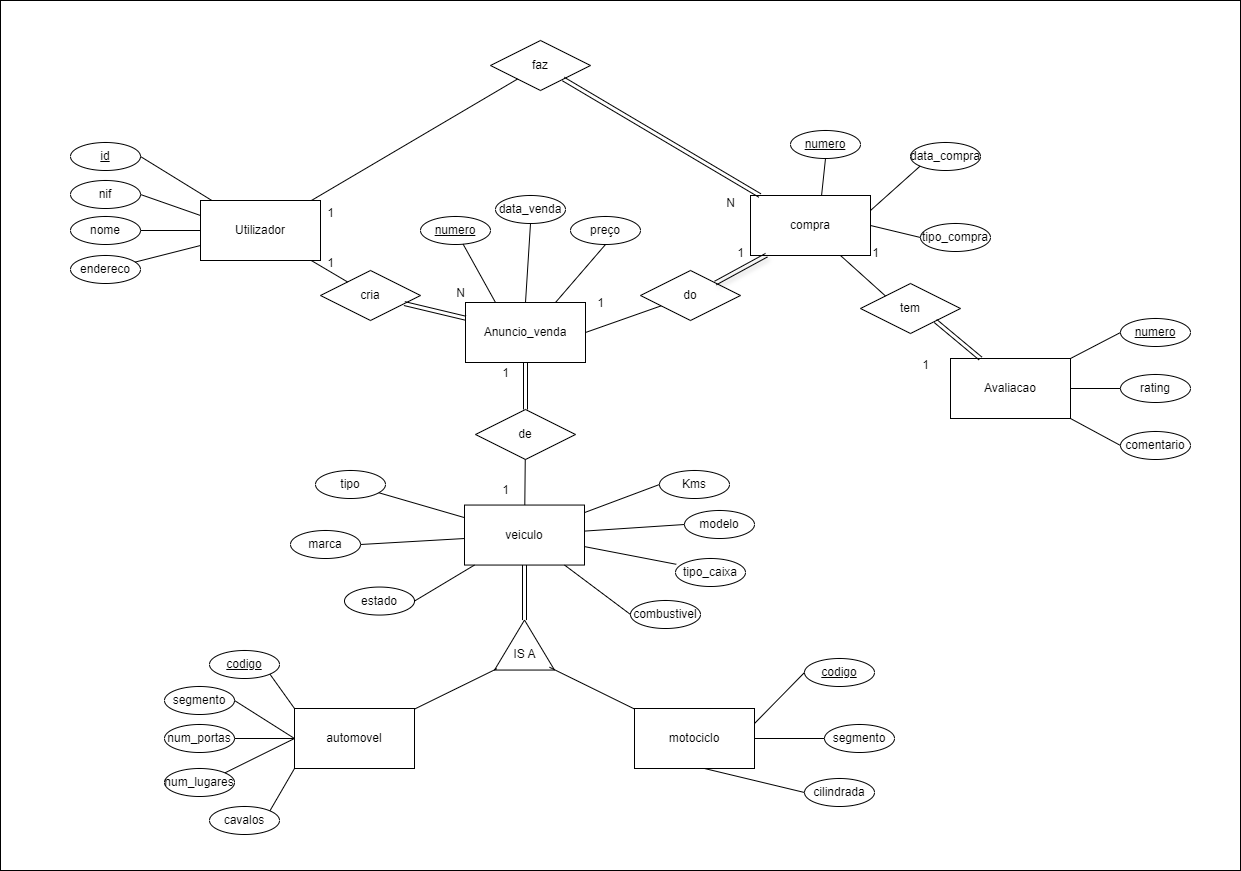 faz
numero
data_compra
id
nif
nome
endereco
Utilizador
1
1
numero
data_venda
preço
N
compra
tipo_compra
1
1
cria
N
Anuncio_venda
1
1
do
tem
1
Avaliacao
numero
rating
comentario
de
1
tipo
marca
estado
veiculo
Kms
modelo
tipo_caixa
combustivel
IS A
codigo
segmento
num_portas
num_lugares
cavalos
automovel
motociclo
codigo
segmento
cilindrada